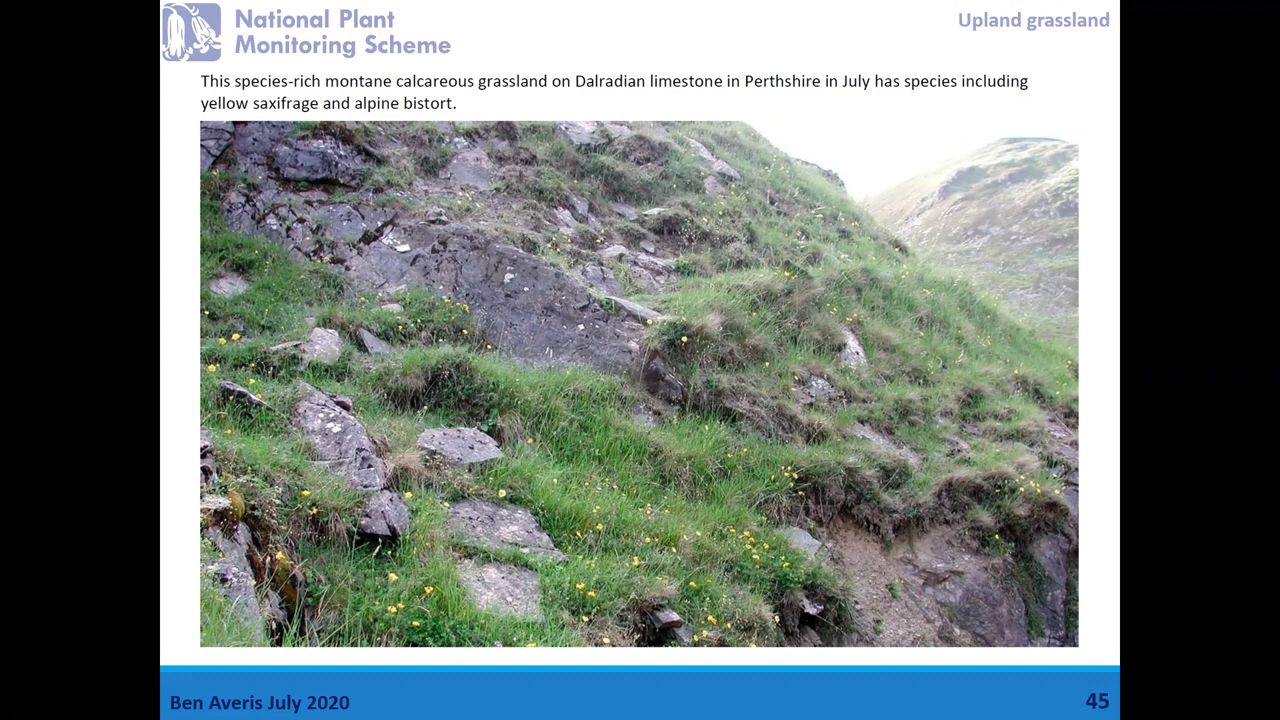 National Plant
Monitoring Scheme
Upland grassland
This species-rich montane calcareous grassland on Dalradian limestone in Perthshire in July has species including
yellow saxifrage and alpine bistort.
Ben Averis July 2020
45